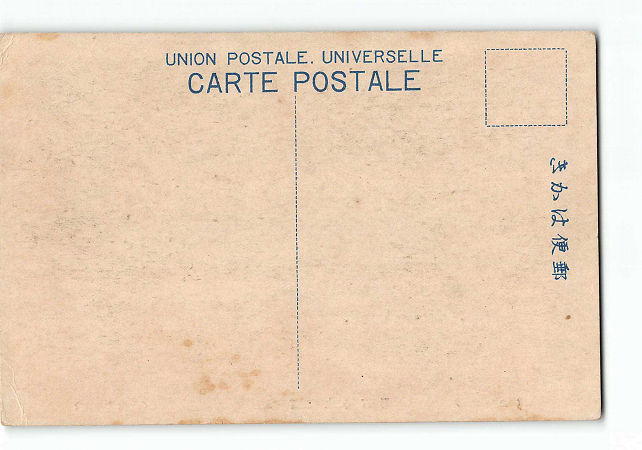 UNION POSTALE. UNIVERSELLE
CARTE POSTALE
郵便はかき